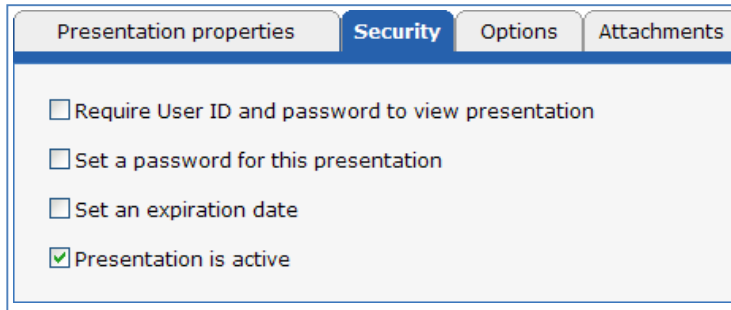 Presentation properties Security Options Attachments
Require User ID and password to view presentation
Set a password for this presentation
Set an expiration date
Presentation is active